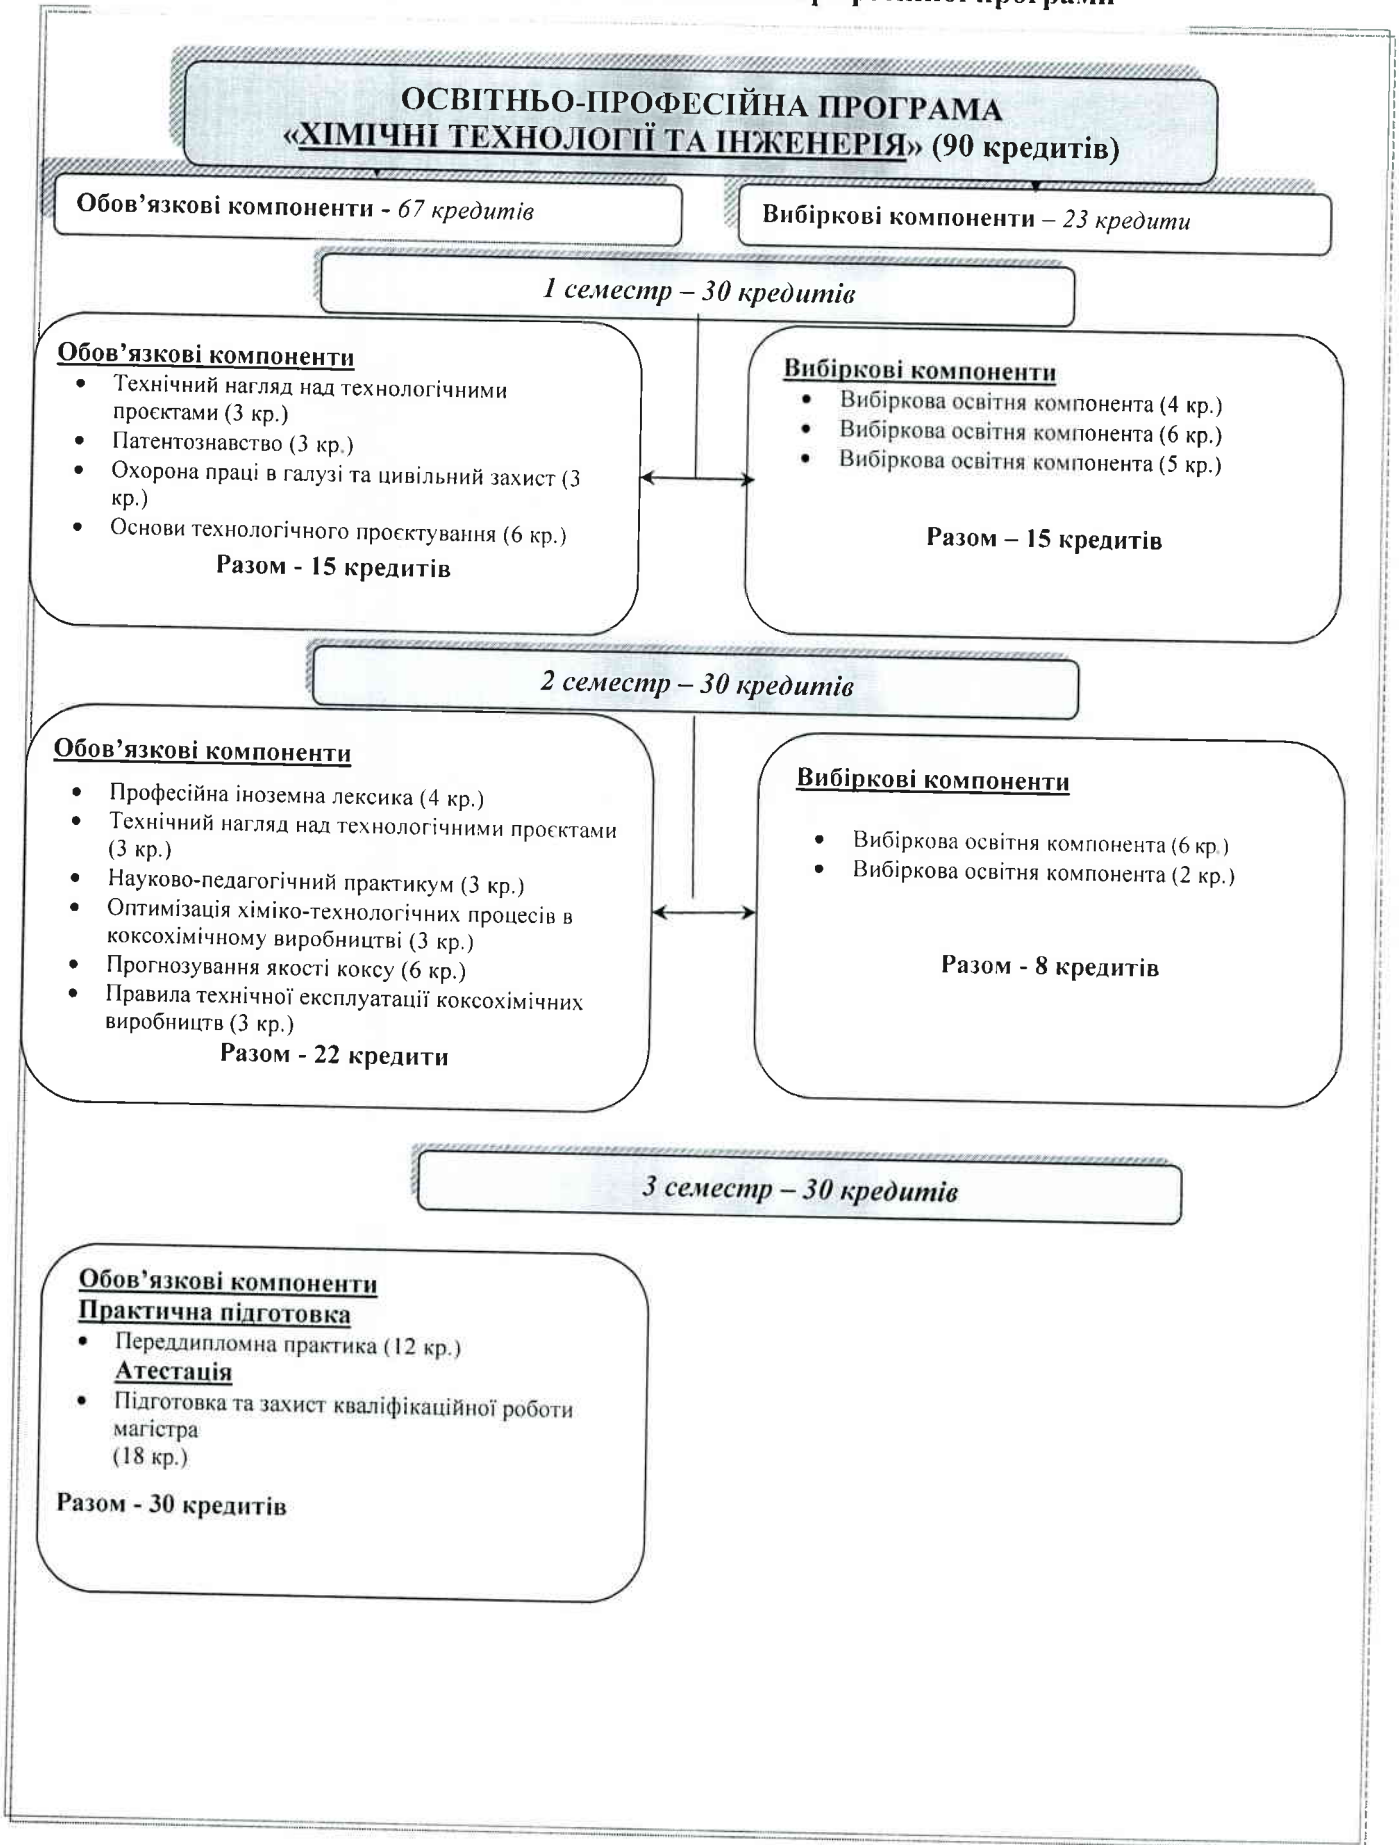 програми
ОСВІТНЬО-ПРОФЕСІЙНА ПРОГРАМА
«ХІМІЧНІ ТЕХНОЛОГІЇ ТА ІНЖЕНЕРІЯ» (90 кредитів)
Обов’язкові компоненти - 67 кредитів
Вибіркові компоненти – 23 кредити
1 семестр – 30 кредитів
Обов’язкові компоненти
• Технічний нагляд над технологічними
проєктами (3 кр.)
• Патентознавство (3 кр.)
• Охорона праці в галузі та цивільний захист (3
кр.)
• Основи технологічного проєктування (6 кр.)
Разом - 15 кредитів
Вибіркові компоненти
• Вибіркова освітня компонента (4 кр.)
• Вибіркова освітня компонента (6 кр.)
• Вибіркова освітня компонента (5 кр.)
Разом – 15 кредитів
2 семестр – 30 кредитів
Обов’язкові компоненти
• Професійна іноземна лексика (4 кр.)
• Технічний нагляд над технологічними проєктами
(3 кр.)
• Науково-педагогічний практикум (3 кр.)
• Оптимізація хіміко-технологічних процесів в
коксохімічному виробництві (3 кр.)
• Прогнозування якості коксу (6 кр.)
• Правила технічної експлуатації коксохімічних
виробництв (3 кр.)
Разом - 22 кредити
Вибіркові компоненти
• Вибіркова освітня компонента (6 кр.)
• Вибіркова освітня компонента (2 кр.)
Разом - 8 кредитів
3 семестр – 30 кредитів
Обов’язкові компоненти
Практична підготовка
• Переддипломна практика (12 кр.)
Атестація
• Підготовка та захист кваліфікаційної роботи
магістра
(18 кр.)
Разом - 30 кредитів